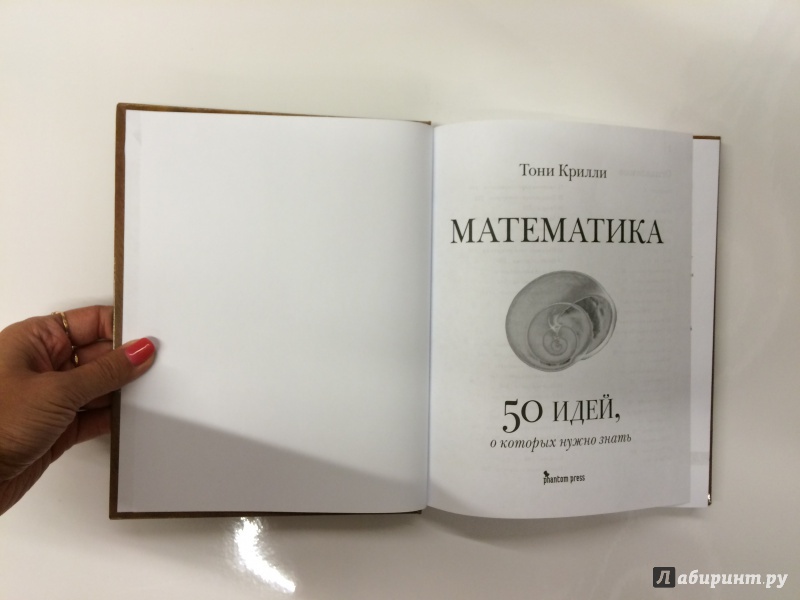 Тони Крилли
МАТЕМАТИКА
50 ИДЕЙ,
о которых нужно знать
phantom press
Лабиринт.ру